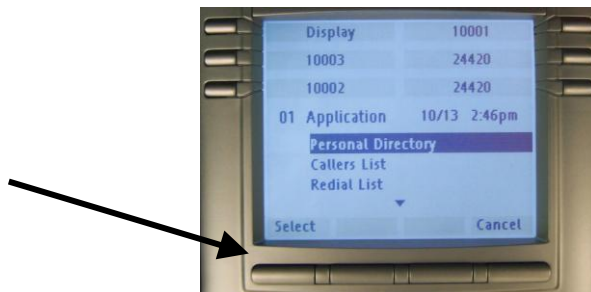 Display 10001
10003 24420
10002 24420
01 Application 10/13 2:46pm
Personal Directory
Callers List
Redial List
Select Cancel